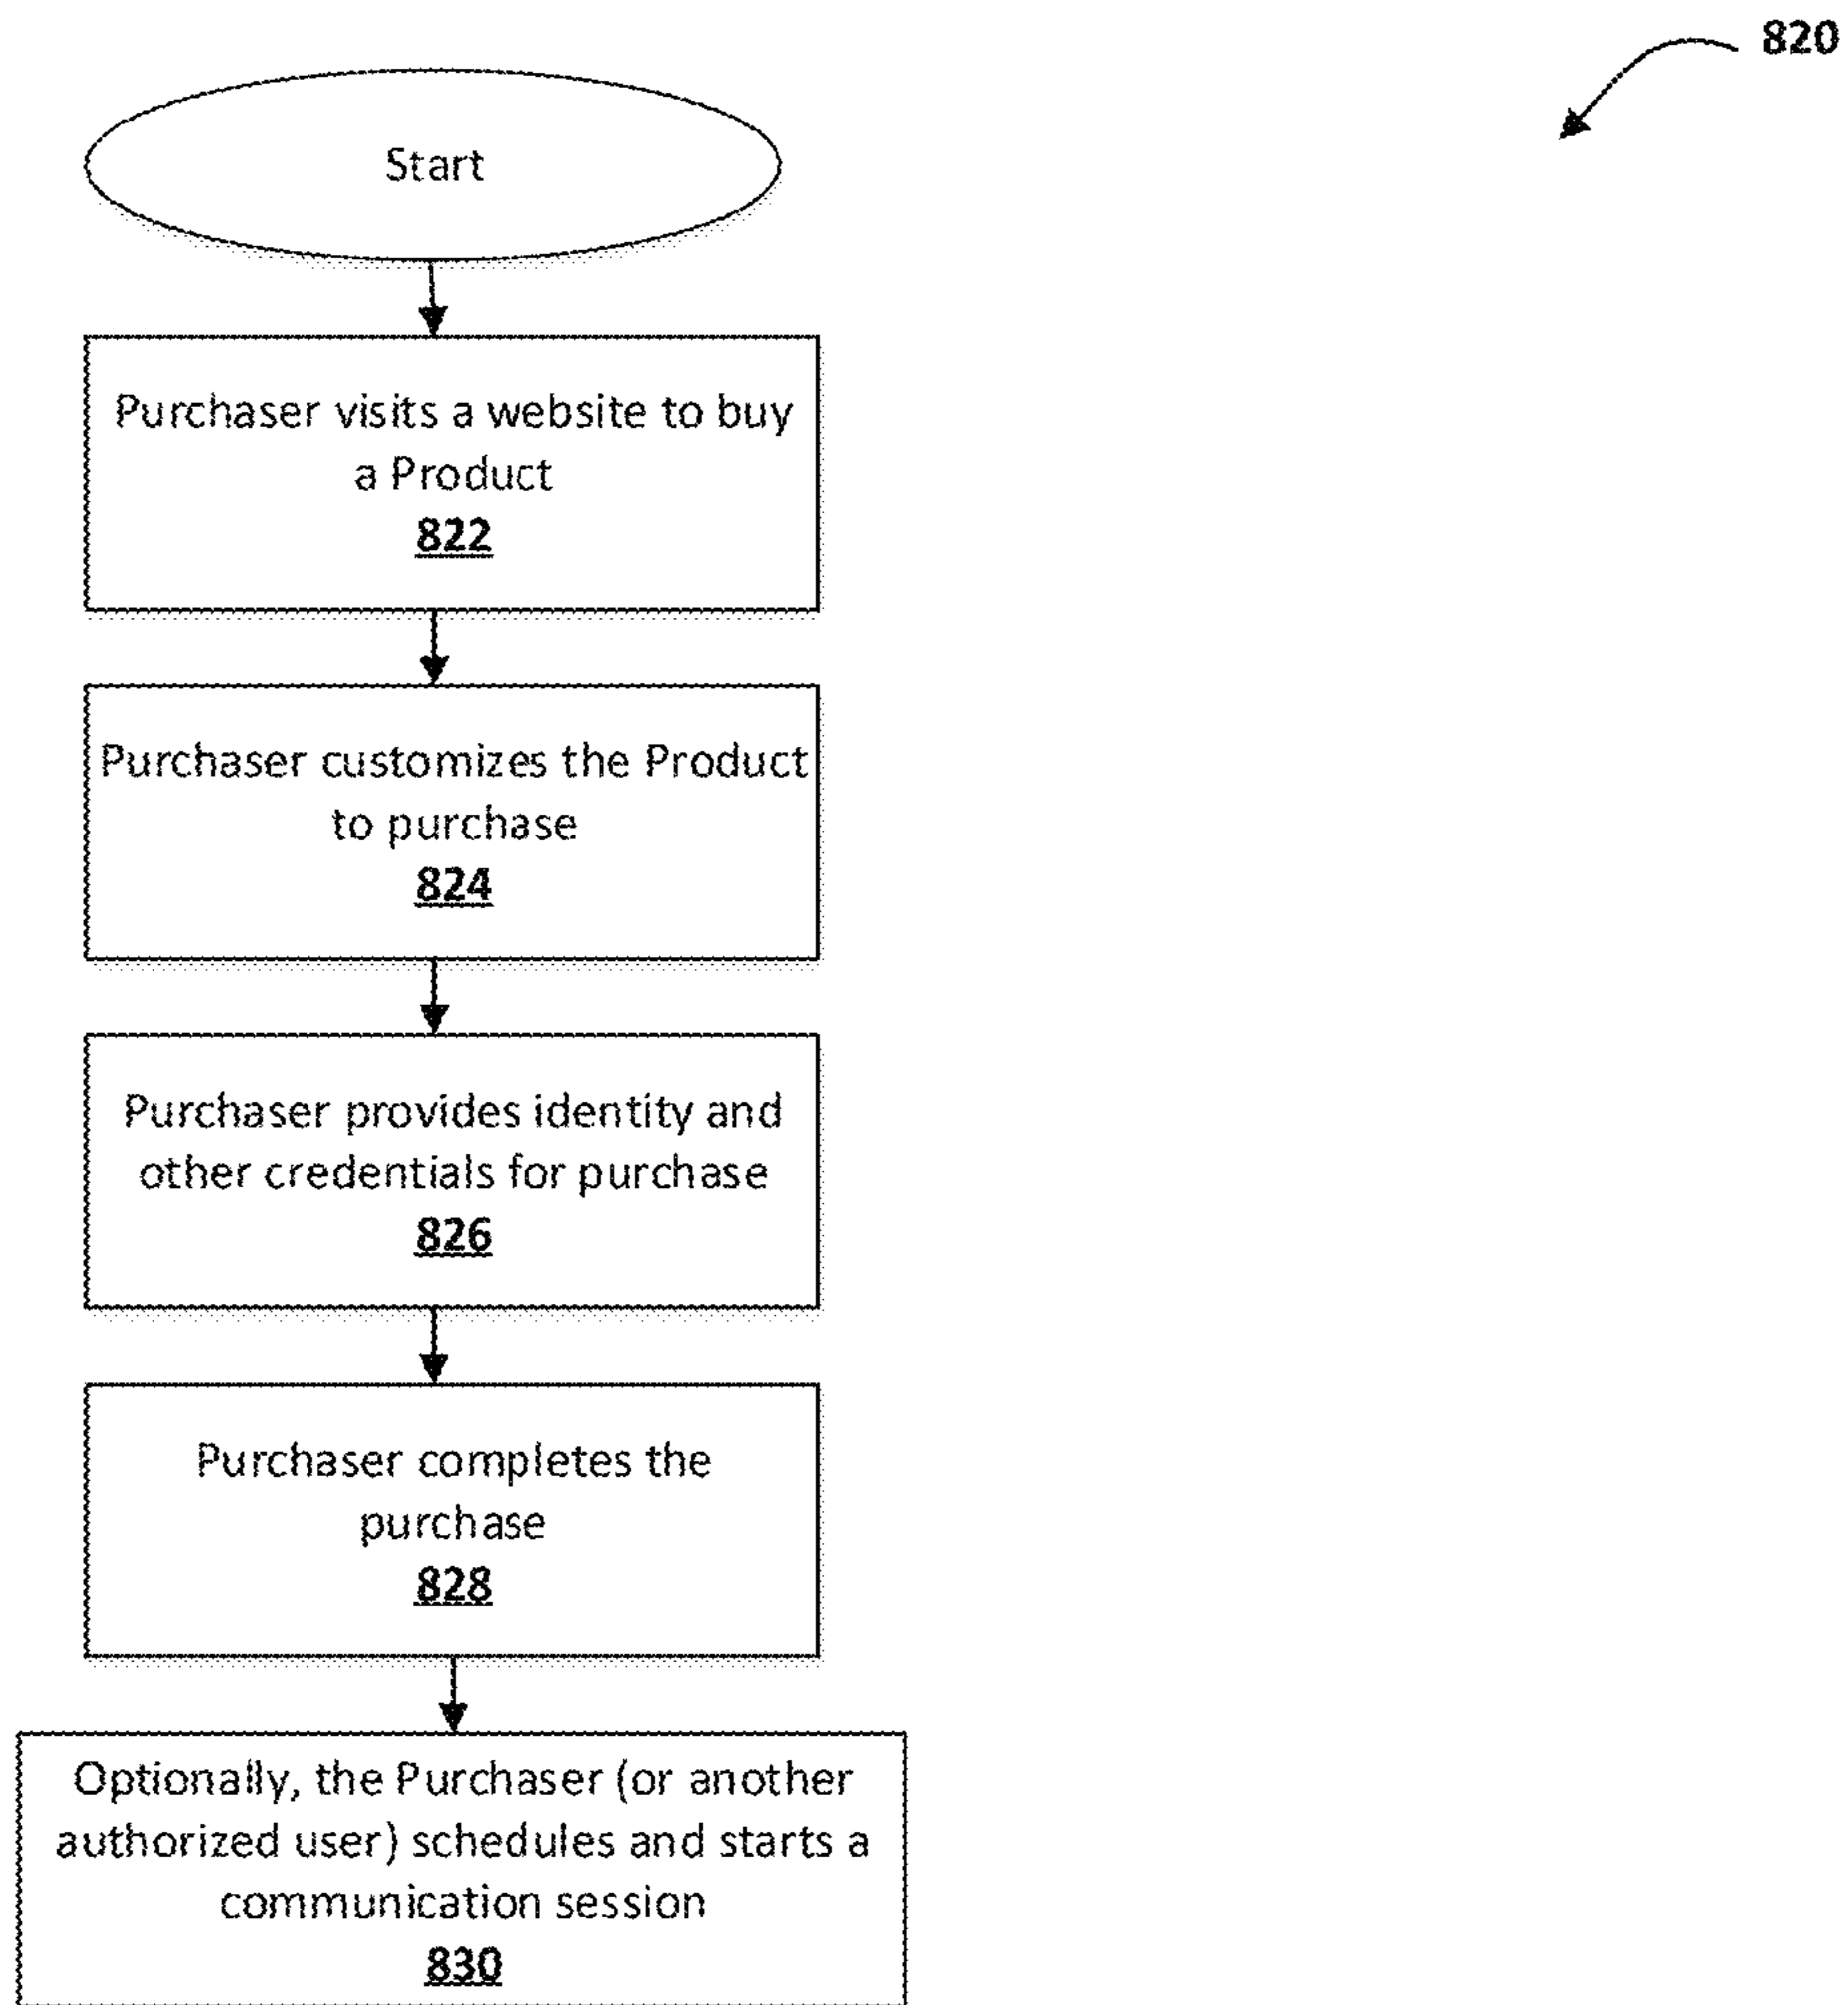 820
Start
Purchaser visits a website to buy
a Product
822
Purchaser customizes the Product
to purchase
824
Purchaser provides identity and
other credentials for purchase
826
Purchaser completes the
purchase
828
Optionally, the Purchaser (or another
authorized user) schedules and starts a
communication session
830